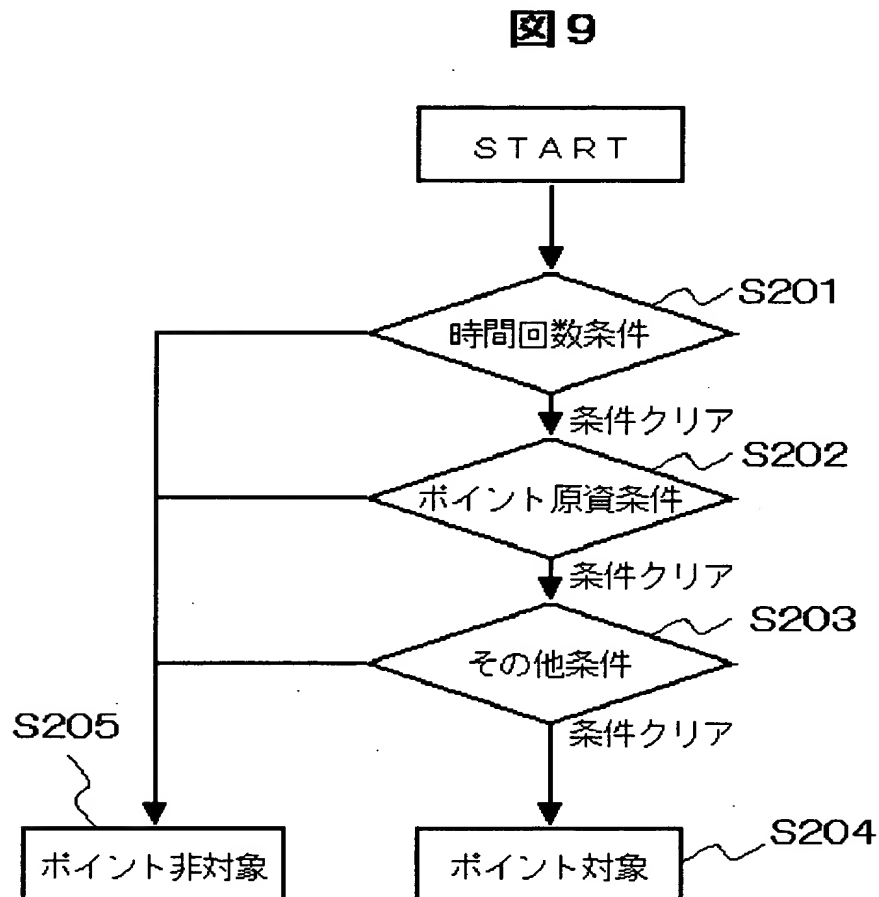 図9
START
S201
時間回数条件
条件クリア
S202
ポイント原資条件
条件クリア
S203
その他条件
条件クリア
S205
S204
ポイント非対象
ポイント対象